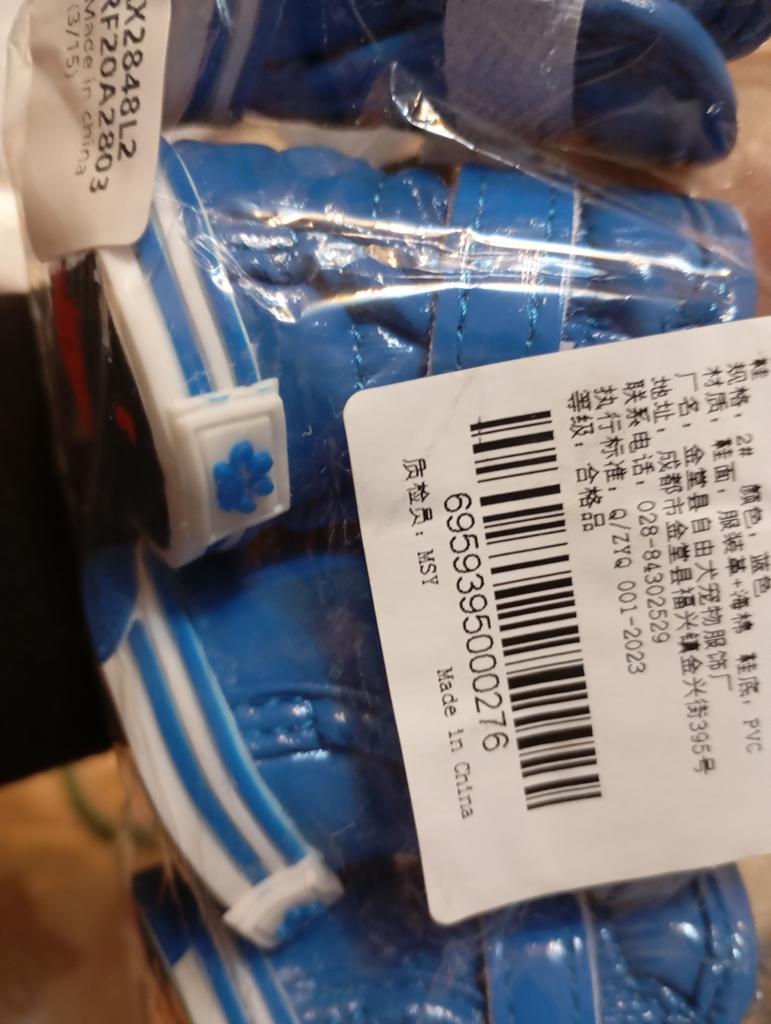 XX2848L2
RF20A2803
Made in china
(3/15)
鞋
规格：2# 颜色：蓝色
材质：鞋面：服装革+海棉 鞋底：PVC
厂名：金堂县自由犬宠物服饰厂
地址：成都市金堂县福兴镇金兴街395号
联系电话：028-84302529
执行标准：Q/ZYQ 001-2023
等级：合格品
6959395000276
质检员：MSY Made in China